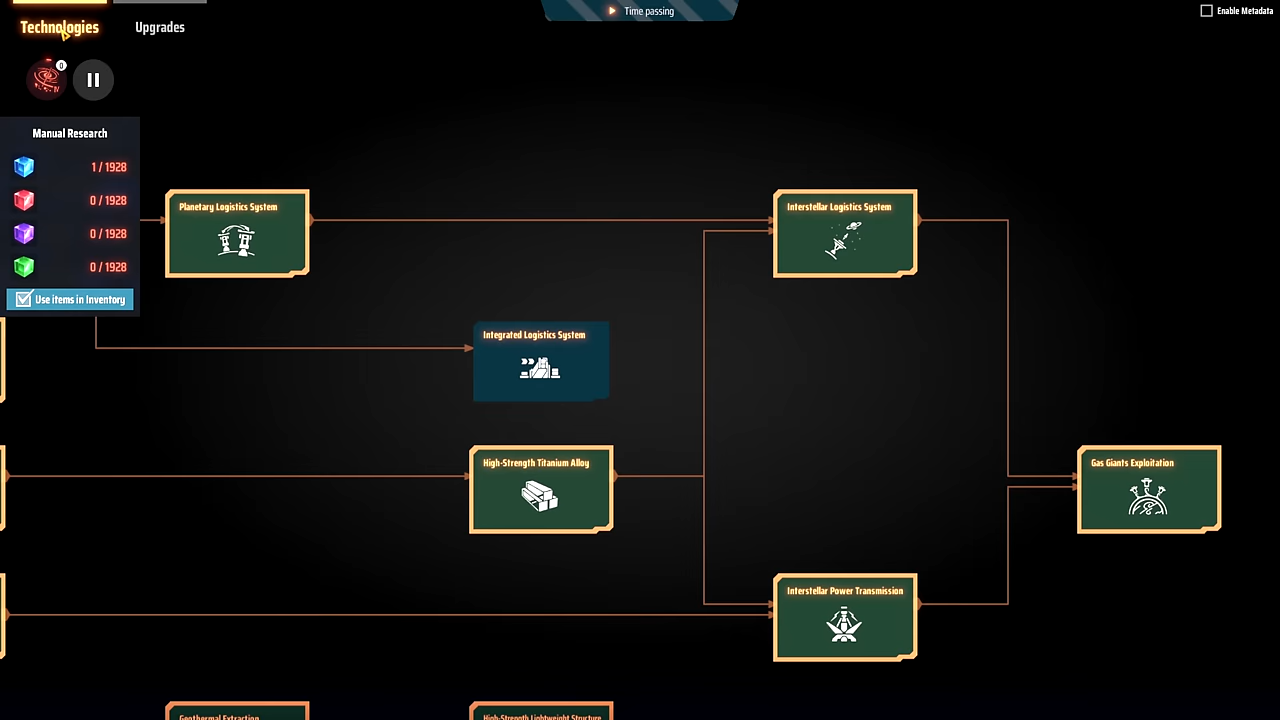 Technologies
Upgrades
Time passing
Enable Metadata
0
Manual Research
1 / 1928
0 / 1928
0 / 1928
0 / 1928
Use items in Inventory
Planetary Logistics System
Interstellar Logistics System
Integrated Logistics System
High-Strength Titanium Alloy
Gas Giants Exploitation
Interstellar Power Transmission
Geothermal Extraction
High-Strength Lightweight Structure